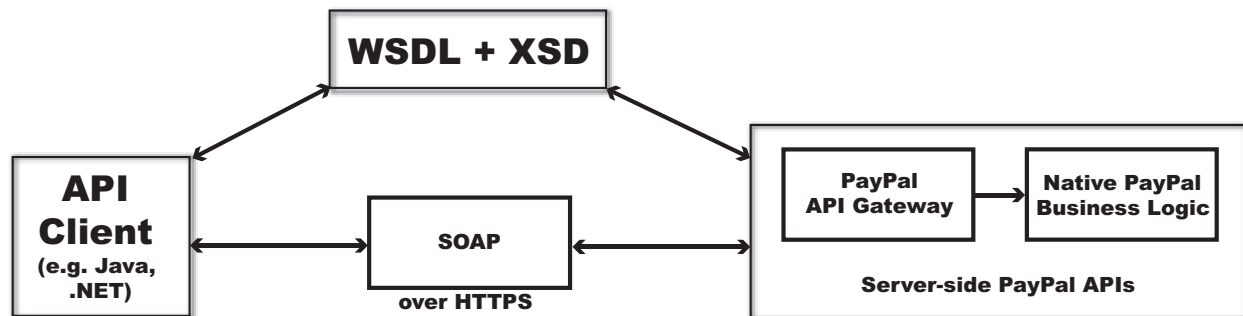 WSDL + XSD
API
Client
(e.g. Java,
.NET)
SOAP
over HTTPS
PayPal
API Gateway
Native PayPal
Business Logic
Server-side PayPal APIs